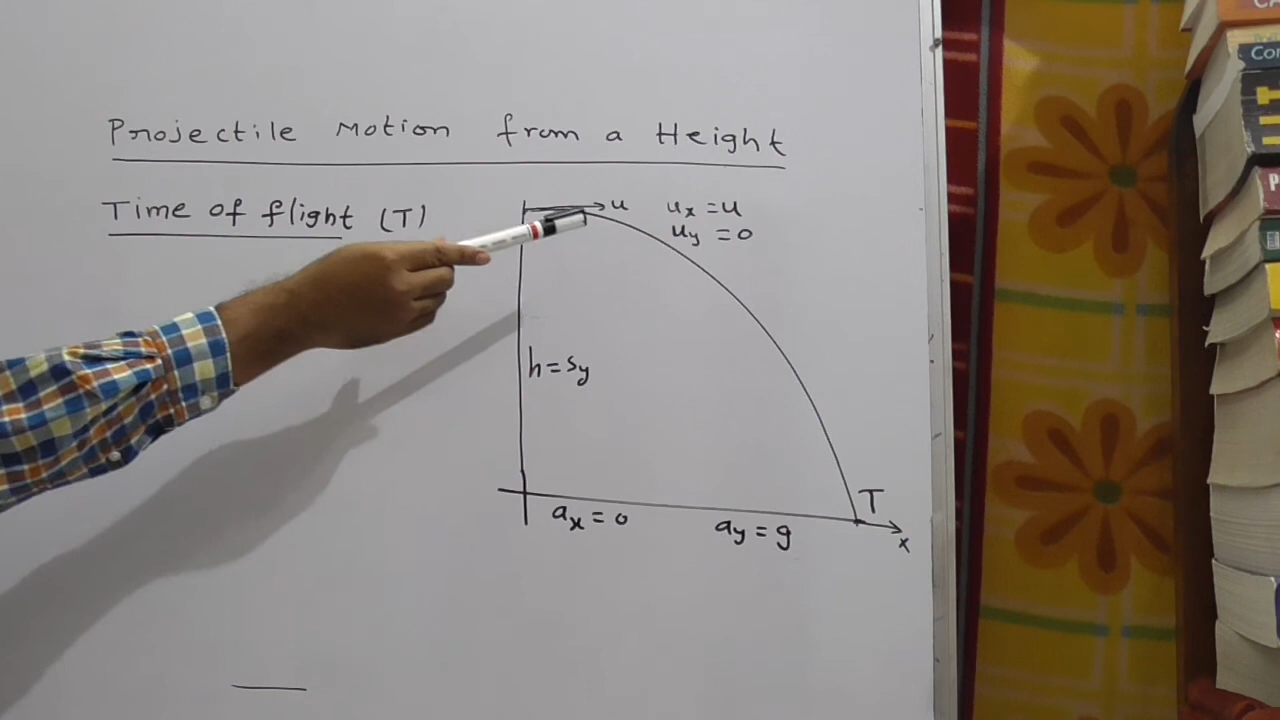 Projectile Motion from a Height
Time of flight (T)
u
ux = u
uy = 0
h = sy
T
ax = 0
ay = g
x